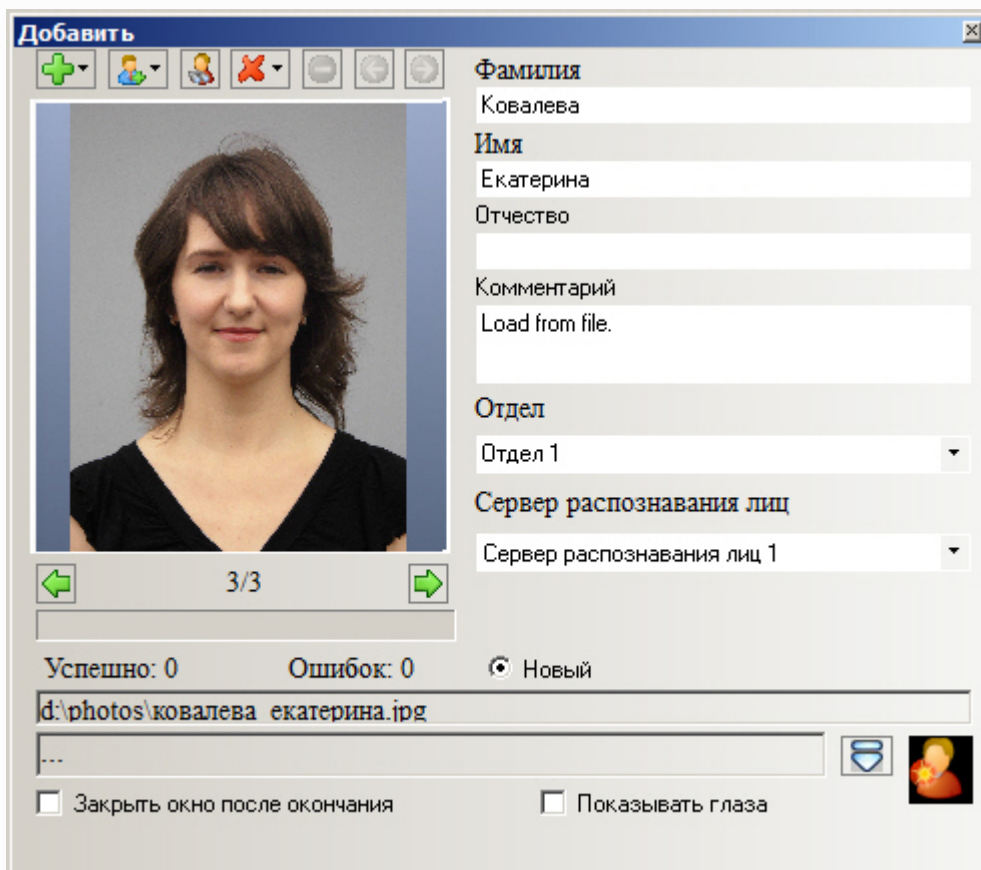 Добавить
Фамилия
Ковалева
Имя
Екатерина
Отчество
Комментарий
Load from file.
Отдел
Отдел 1
Сервер распознавания лиц
Сервер распознавания лиц 1
3/3
Успешно: 0 Ошибок: 0 Новый
d:\photos\ковалева_екатерина.jpg
...
Закрыть окно после окончания Показывать глаза